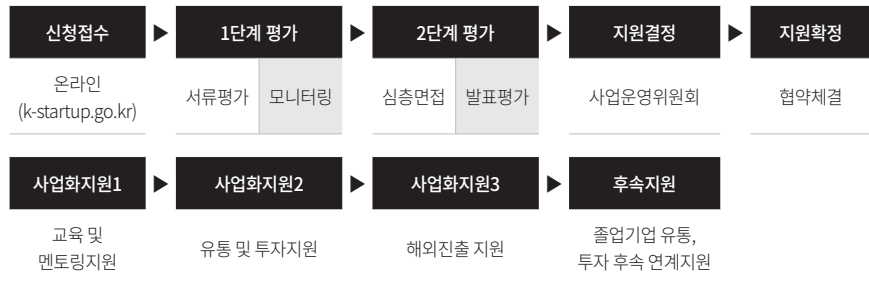 신청접수 ▶ 1단계 평가 ▶ 2단계 평가 ▶ 지원결정 ▶ 지원확정
온라인
(k-startup.go.kr)
서류평가 모니터링 심층면접 발표평가 사업운영위원회 협약체결
사업화지원1 ▶ 사업화지원2 ▶ 사업화지원3 ▶ 후속지원
교육 및
멘토링지원
유통 및 투자지원
해외진출 지원
졸업기업 유통,
투자 후속 연계지원